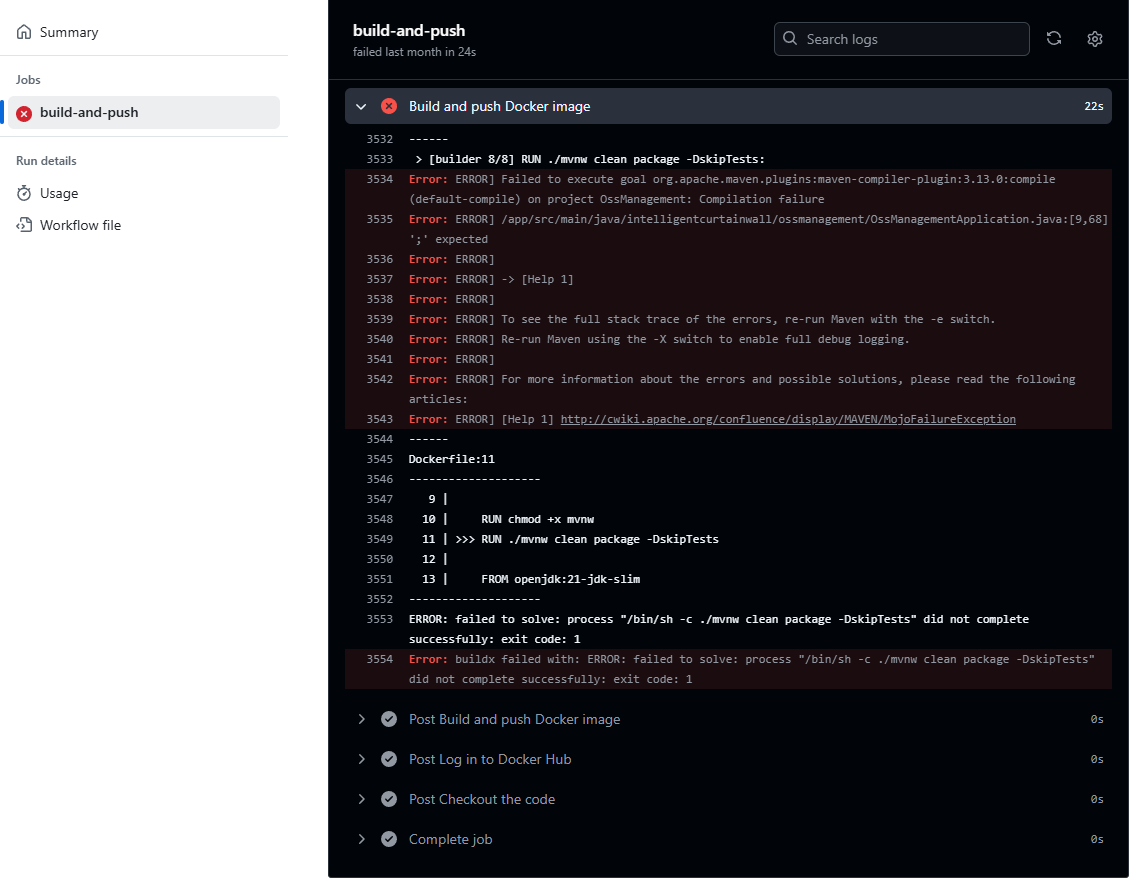 Summary
Jobs
build-and-push
Run details
Usage
Workflow file
build-and-push
failed last month in 24s
Search logs
Build and push Docker image 22s
3532 ------
3533 > [builder 8/8] RUN ./mvnw clean package -DskipTests:
3534 Error: ERROR] Failed to execute goal org.apache.maven.plugins:maven-compiler-plugin:3.13.0:compile
(default-compile) on project OssManagement: Compilation failure
3535 Error: ERROR] /app/src/main/java/intelligentcurtainwall/ossmanagement/OssManagementApplication.java:[9,68]
';' expected
3536 Error: ERROR]
3537 Error: ERROR] -> [Help 1]
3538 Error: ERROR]
3539 Error: ERROR] To see the full stack trace of the errors, re-run Maven with the -e switch.
3540 Error: ERROR] Re-run Maven using the -X switch to enable full debug logging.
3541 Error: ERROR]
3542 Error: ERROR] For more information about the errors and possible solutions, please read the following
articles:
3543 Error: ERROR] [Help 1] http://cwiki.apache.org/confluence/display/MAVEN/MojoFailureException
3544 ------
3545 Dockerfile:11
3546 --------------------
3547 9 |
3548 10 | RUN chmod +x mvnw
3549 11 | >>> RUN ./mvnw clean package -DskipTests
3550 12 |
3551 13 | FROM openjdk:21-jdk-slim
3552 --------------------
3553 ERROR: failed to solve: process "/bin/sh -c ./mvnw clean package -DskipTests" did not complete
successfully: exit code: 1
3554 Error: buildx failed with: ERROR: failed to solve: process "/bin/sh -c ./mvnw clean package -DskipTests"
did not complete successfully: exit code: 1
Post Build and push Docker image 0s
Post Log in to Docker Hub 0s
Post Checkout the code 0s
Complete job 0s